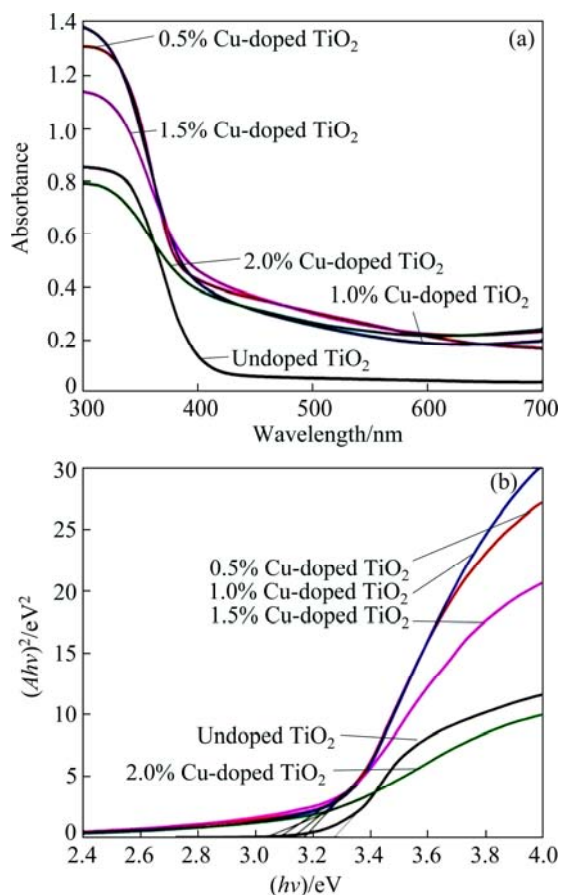 1.4
(a)
0.5% Cu-doped TiO₂
1.2
1.0
1.5% Cu-doped TiO₂
0.8
Absorbance
0.6
2.0% Cu-doped TiO₂
0.4
1.0% Cu-doped TiO₂
0.2
Undoped TiO₂
0
300 400 500 600 700
Wavelength/nm
30
(b)
25
0.5% Cu-doped TiO₂
1.0% Cu-doped TiO₂
20
1.5% Cu-doped TiO₂
(Ahv)²/eV²
15
10
Undoped TiO₂
5
2.0% Cu-doped TiO₂
0
2.4 2.6 2.8 3.0 3.2 3.4 3.6 3.8 4.0
(hv)/eV